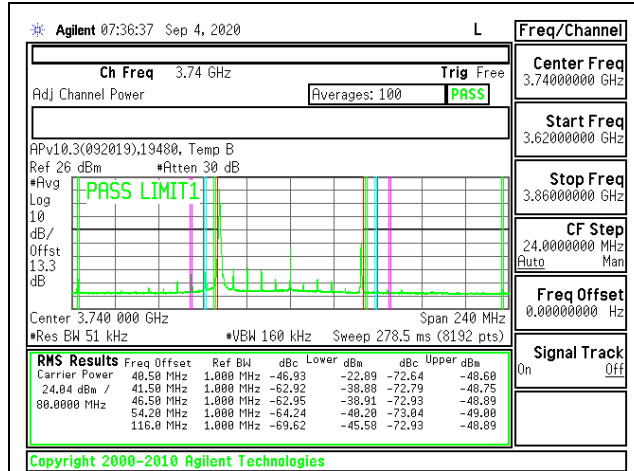 Agilent 07:36:37 Sep 4, 2020 L
Freq/Channel
Ch Freq 3.74 GHz Trig Free
Adj Channel Power Averages: 100 PASS
APv10.3(092019),19480, Temp B
Ref 26 dBm #Atten 30 dB
#Avg
Log
10
dB/
Offst
13.3
dB
PASS LIMIT1
Center 3.740 000 GHz Span 240 MHz
#Res BW 51 kHz #VBW 160 kHz Sweep 278.5 ms (8192 pts)
RMS Results Freq Offset Ref BW dBc Lower dBm dBc Upper dBm
Carrier Power 40.50 MHz 1.000 MHz -46.93 -22.89 -72.64 -48.60
24.04 dBm / 41.50 MHz 1.000 MHz -62.92 -38.88 -72.79 -48.75
80.0000 MHz 46.50 MHz 1.000 MHz -62.95 -38.91 -72.93 -48.89
54.20 MHz 1.000 MHz -64.24 -40.20 -73.04 -49.00
116.0 MHz 1.000 MHz -69.62 -45.58 -72.93 -48.89
Copyright 2000-2010 Agilent Technologies
Center Freq
3.74000000 GHz
Start Freq
3.62000000 GHz
Stop Freq
3.86000000 GHz
CF Step
24.0000000 MHz
Auto Man
Freq Offset
0.00000000 Hz
Signal Track
On Off